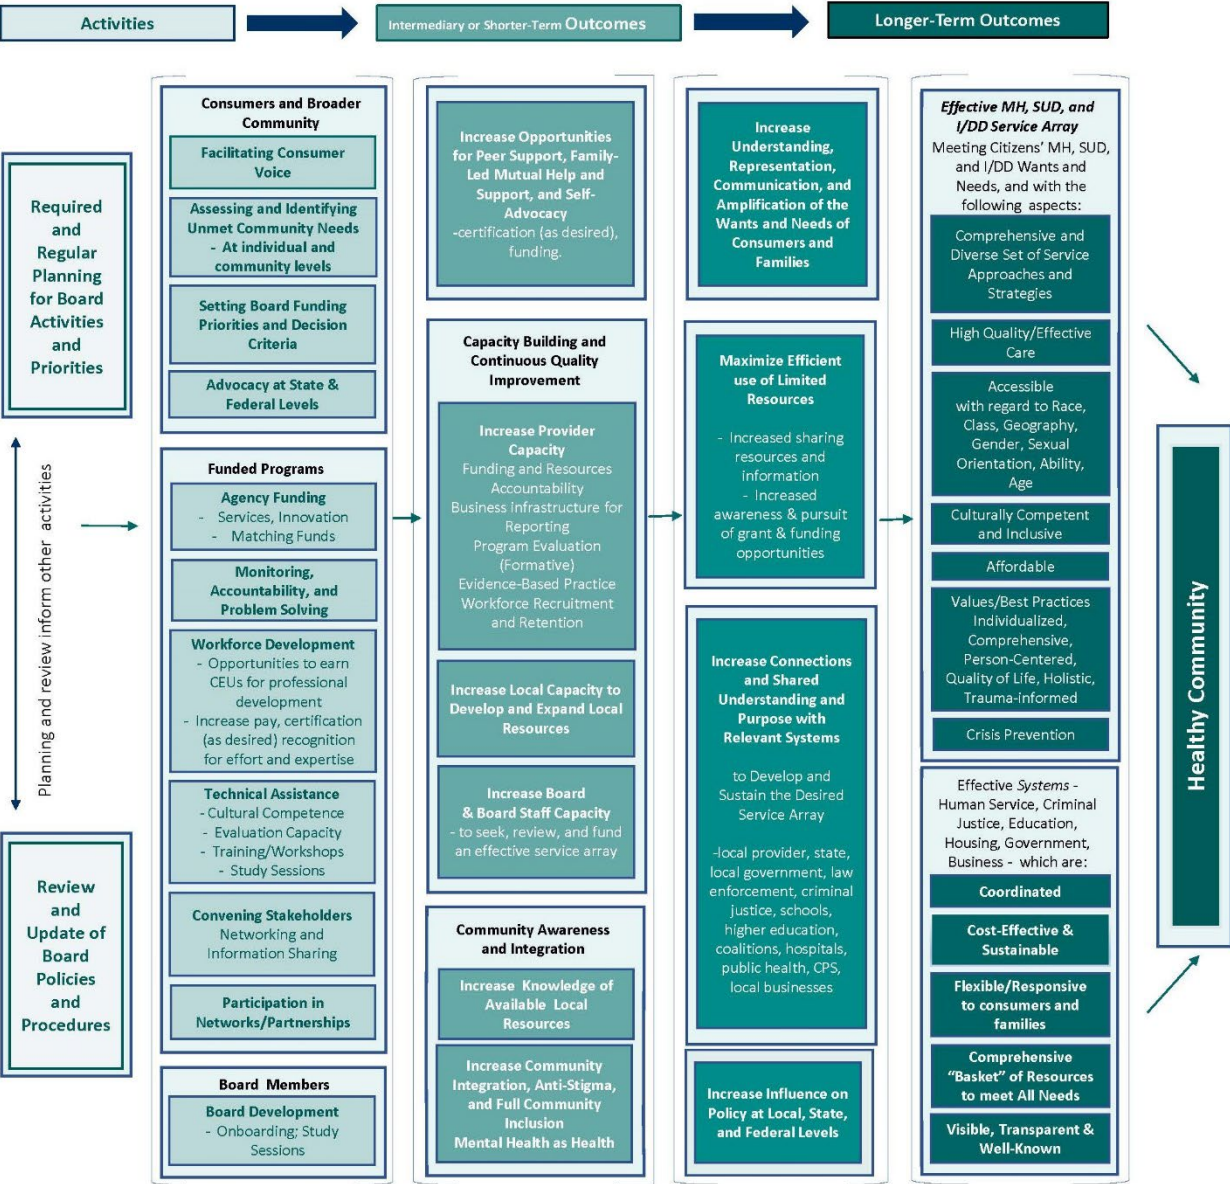 Activities
Intermediary or Shorter-Term Outcomes
Longer-Term Outcomes
Required
and
Regular
Planning
for Board
Activities
and
Priorities
Planning and review inform other activities
Review
and
Update of
Board
Policies
and
Procedures
Consumers and Broader
Community
Facilitating Consumer
Voice
Assessing and Identifying
Unmet Community Needs
- At individual and
community levels
Setting Board Funding
Priorities and Decision
Criteria
Advocacy at State &
Federal Levels
Funded Programs
Agency Funding
- Services, Innovation
- Matching Funds
Monitoring,
Accountability, and
Problem Solving
Workforce Development
- Opportunities to earn
CEUs for professional
development
- Increase pay, certification
(as desired) recognition
for effort and expertise
Technical Assistance
- Cultural Competence
- Evaluation Capacity
- Training/Workshops
- Study Sessions
Convening Stakeholders
Networking and
Information Sharing
Participation in
Networks/Partnerships
Board Members
Board Development
- Onboarding; Study
Sessions
Increase Opportunities
for Peer Support, Family-
Led Mutual Help and
Support, and Self-
Advocacy
-certification (as desired),
funding.
Capacity Building and
Continuous Quality
Improvement
Increase Provider
Capacity
Funding and Resources
Accountability
Business infrastructure for
Reporting
Program Evaluation
(Formative)
Evidence-Based Practice
Workforce Recruitment
and Retention
Increase Local Capacity to
Develop and Expand Local
Resources
Increase Board
& Board Staff Capacity
- to seek, review, and fund
an effective service array
Community Awareness
and Integration
Increase Knowledge of
Available Local
Resources
Increase Community
Integration, Anti-Stigma,
and Full Community
Inclusion
Mental Health as Health
Increase
Understanding,
Representation,
Communication, and
Amplification of the
Wants and Needs of
Consumers and
Families
Maximize Efficient
use of Limited
Resources
- Increased sharing
resources and
information
- Increased
awareness & pursuit
of grant & funding
opportunities
Increase Connections
and Shared
Understanding and
Purpose with
Relevant Systems
to Develop and
Sustain the Desired
Service Array
-local provider, state,
local government, law
enforcement, criminal
justice, schools,
higher education,
coalitions, hospitals,
public health, CPS,
local businesses
Increase Influence on
Policy at Local, State,
and Federal Levels
Effective MH, SUD, and
I/DD Service Array
Meeting Citizens' MH, SUD,
and I/DD Wants and
Needs, and with the
following aspects:
Comprehensive and
Diverse Set of Service
Approaches and
Strategies
High Quality/Effective
Care
Accessible
with regard to Race,
Class, Geography,
Gender, Sexual
Orientation, Ability,
Age
Culturally Competent
and Inclusive
Affordable
Values/Best Practices
Individualized,
Comprehensive,
Person-Centered,
Quality of Life, Holistic,
Trauma-informed
Crisis Prevention
Effective Systems -
Human Service, Criminal
Justice, Education,
Housing, Government,
Business - which are:
Coordinated
Cost-Effective &
Sustainable
Flexible/Responsive
to consumers and
families
Comprehensive
"Basket" of Resources
to meet All Needs
Visible, Transparent &
Well-Known
Healthy Community